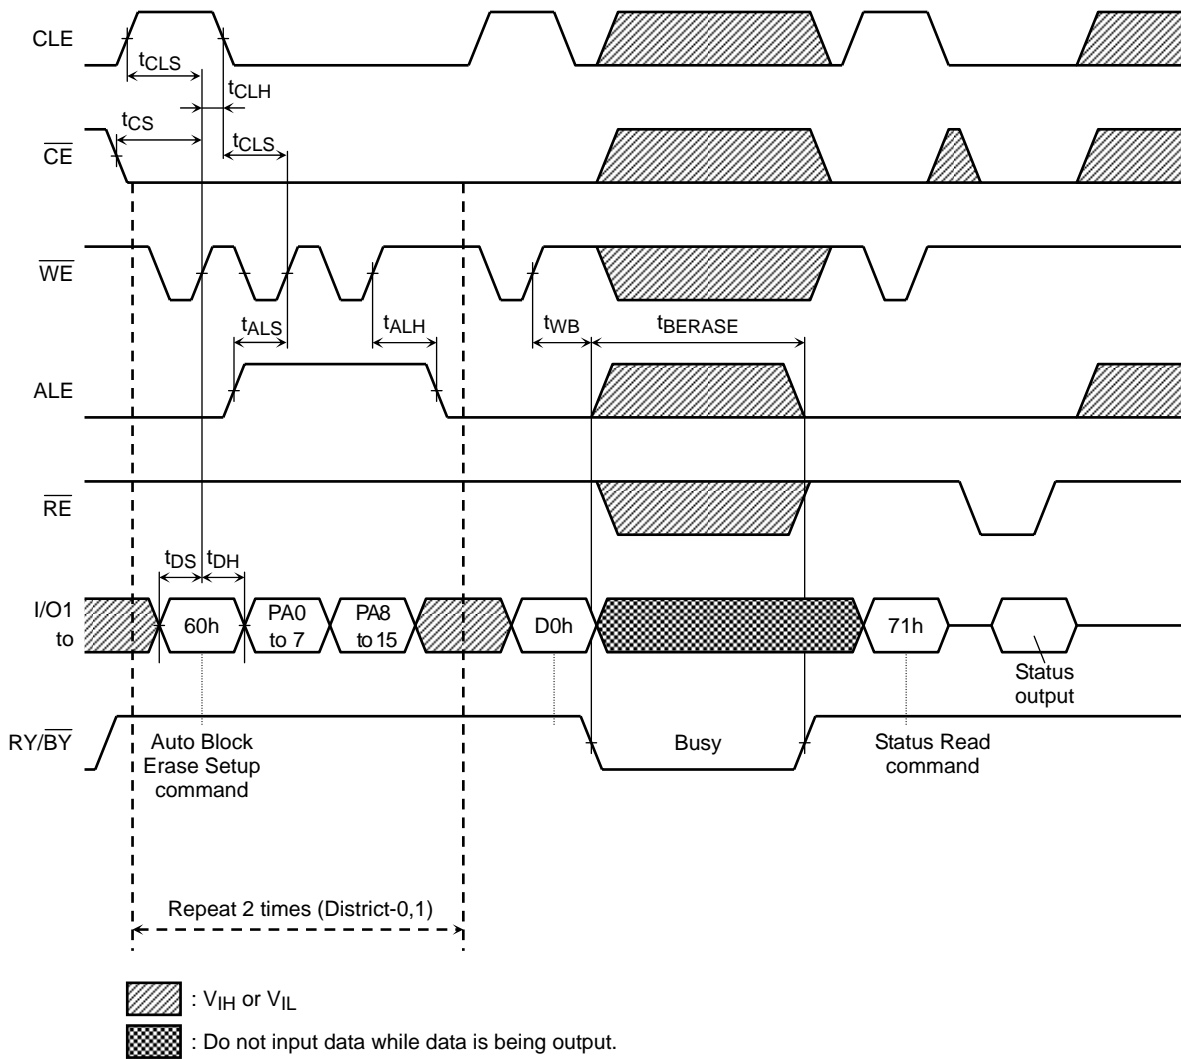 CLE
tCLS
tCLH
tCS
CE
tCLS
WE
tALS
tALH
tWB
tBERASE
ALE
RE
tDS
tDH
I/O1
to
60h
PA0
to 7
PA8
to 15
D0h
71h
Status
output
RY/BY
Auto Block
Erase Setup
command
Busy
Status Read
command
Repeat 2 times (District-0,1)
: VIH or VIL
: Do not input data while data is being output.